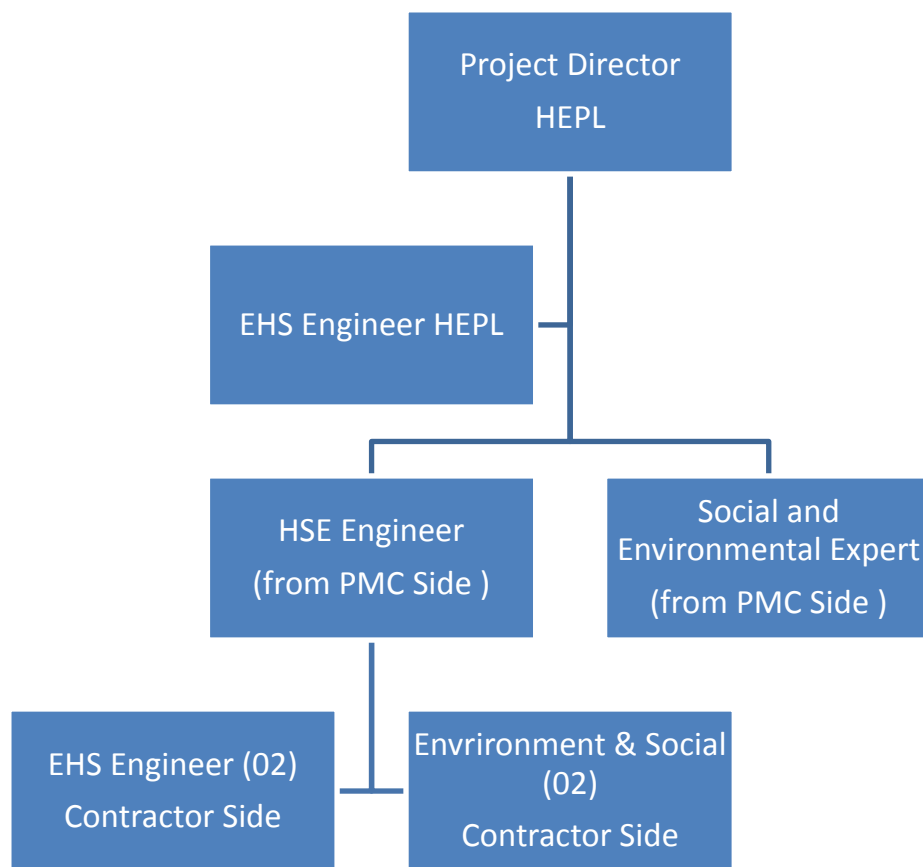 Project Director
HEPL
EHS Engineer HEPL
HSE Engineer
(from PMC Side )
Social and
Environmental Expert
(from PMC Side )
EHS Engineer (02)
Contractor Side
Envrironment & Social
(02)
Contractor Side